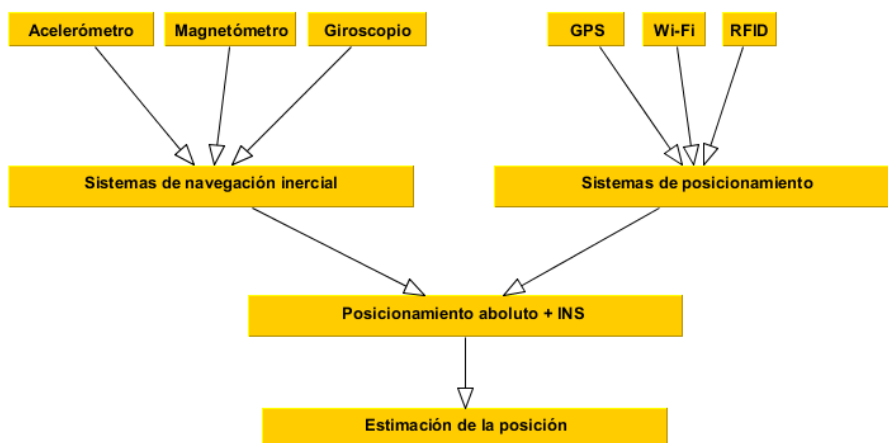 Acelerómetro
Magnetómetro
Giroscopio
GPS
Wi-Fi
RFID
Sistemas de navegación inercial
Sistemas de posicionamiento
Posicionamiento aboluto + INS
Estimación de la posición